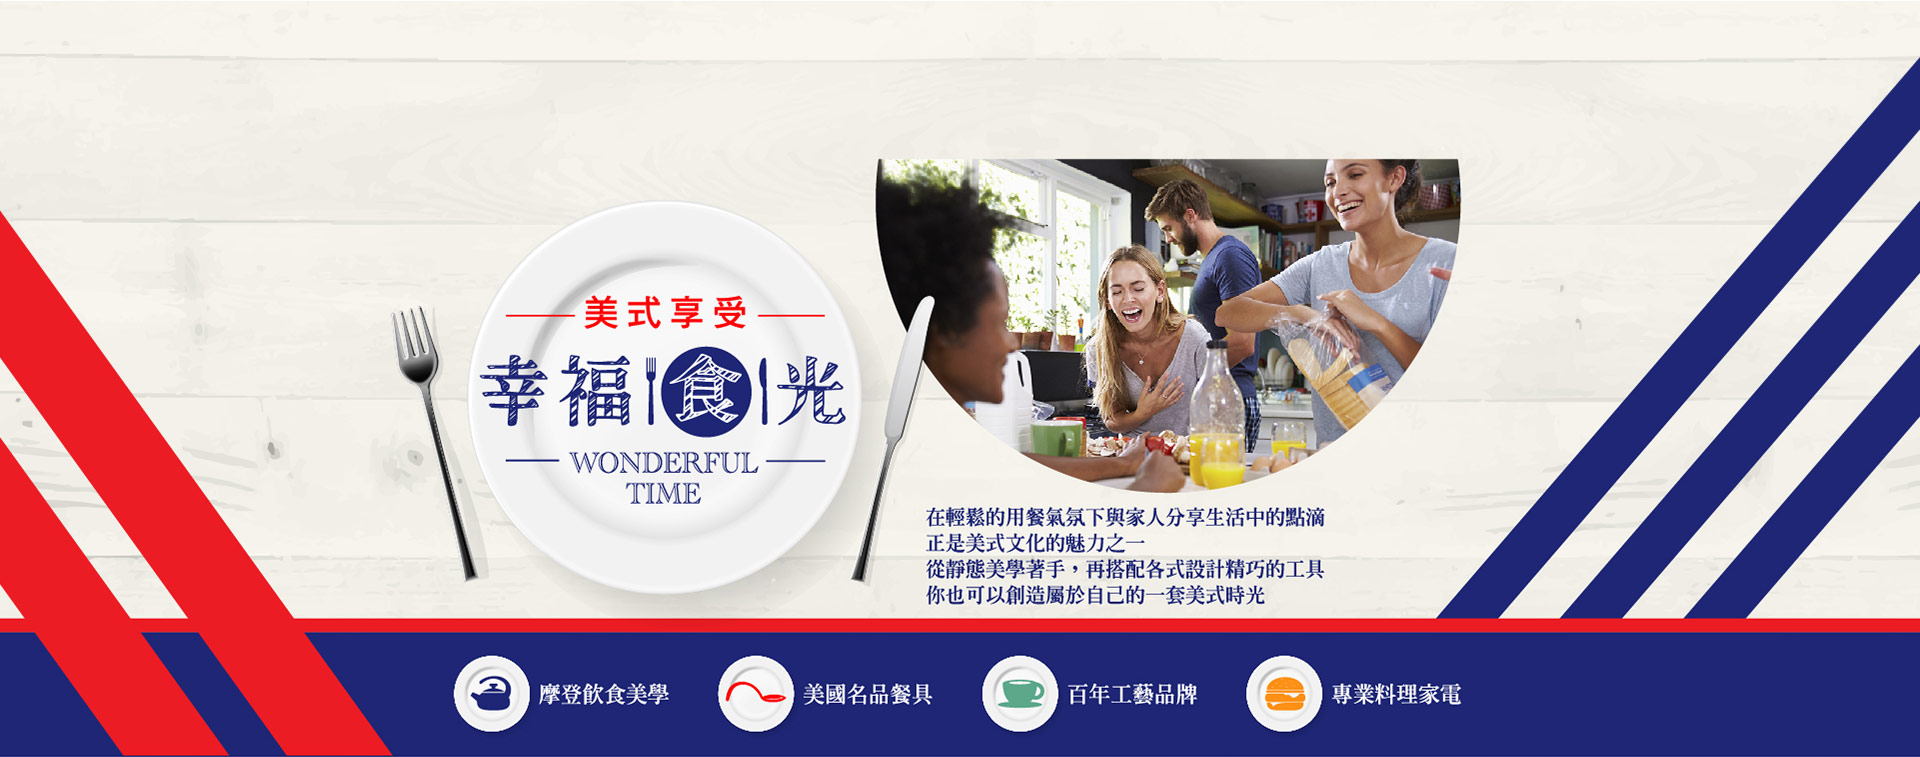 美式享受
幸福食光
WONDERFUL
TIME
在輕鬆的用餐氣氛下與家人分享生活中的點滴
正是美式文化的魅力之一
從靜態美學著手，再搭配各式設計精巧的工具
你也可以創造屬於自己的一套美式時光
摩登飲食美學
美國名品餐具
百年工藝品牌
專業料理家電